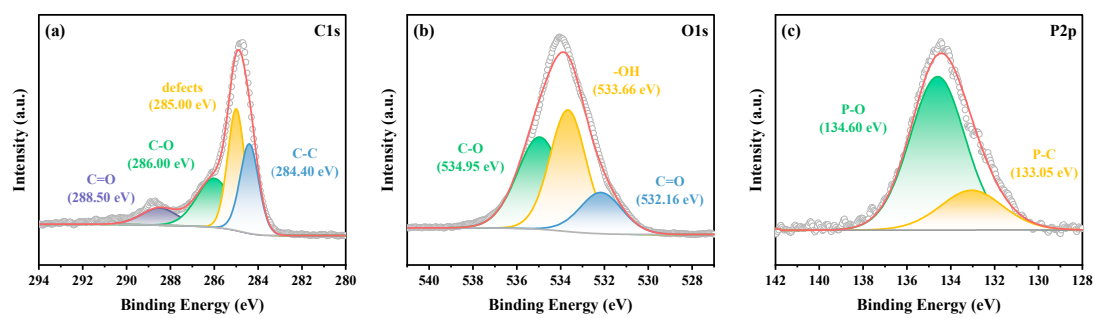 (a)
C1s
defects
(285.00 eV)
C-O
(286.00 eV)
C=O
(288.50 eV)
C-C
(284.40 eV)
Intensity (a.u.)
294 292 290 288 286 284 282 280
Binding Energy (eV)
(b)
O1s
-OH
(533.66 eV)
C-O
(534.95 eV)
C=O
(532.16 eV)
Intensity (a.u.)
540 538 536 534 532 530 528
Binding Energy (eV)
(c)
P2p
P-O
(134.60 eV)
P-C
(133.05 eV)
Intensity (a.u.)
142 140 138 136 134 132 130 128
Binding Energy (eV)